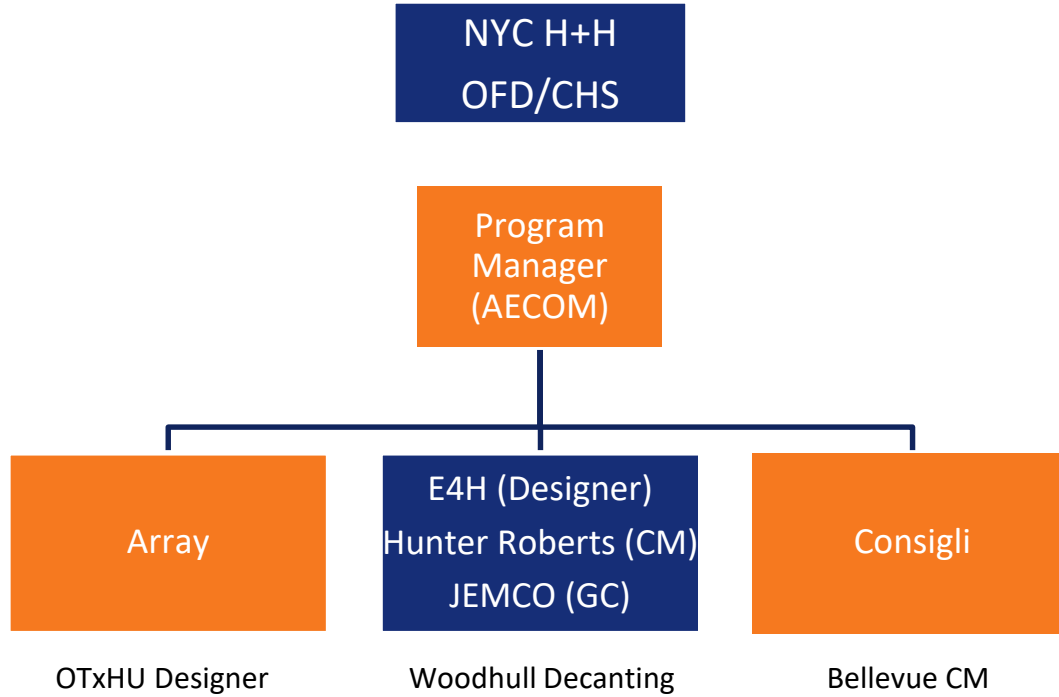 NYC H+H
OFD/CHS
Program
Manager
(AECOM)
Array
E4H (Designer)
Hunter Roberts (CM)
JEMCO (GC)
Consigli
OTxHU Designer
Woodhull Decanting
Bellevue CM